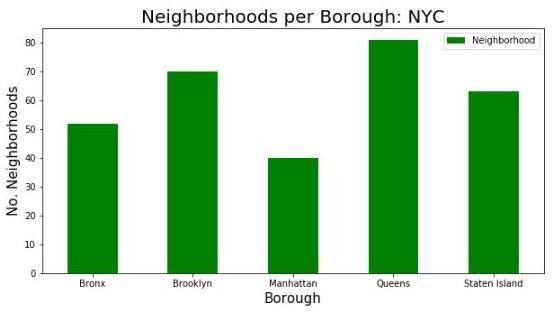 Neighborhoods per Borough: NYC
Neighborhood
No. Neighborhoods
80
70
60
50
40
30
20
10
0
Bronx Brooklyn Manhattan Queens Staten Island
Borough